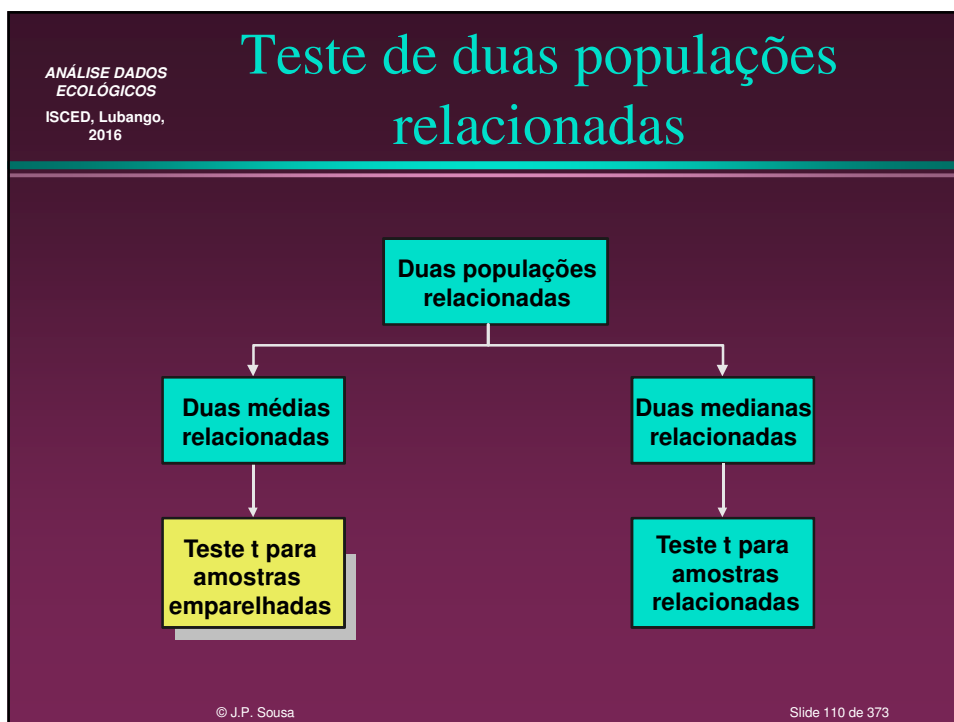 ANÁLISE DADOS
ECOLÓGICOS
ISCED, Lubango,
2016
Teste de duas populações
relacionadas
Duas populações
relacionadas
Duas médias
relacionadas
Duas medianas
relacionadas
Teste t para
amostras
emparelhadas
Teste t para
amostras
relacionadas
© J.P. Sousa
Slide 110 de 373